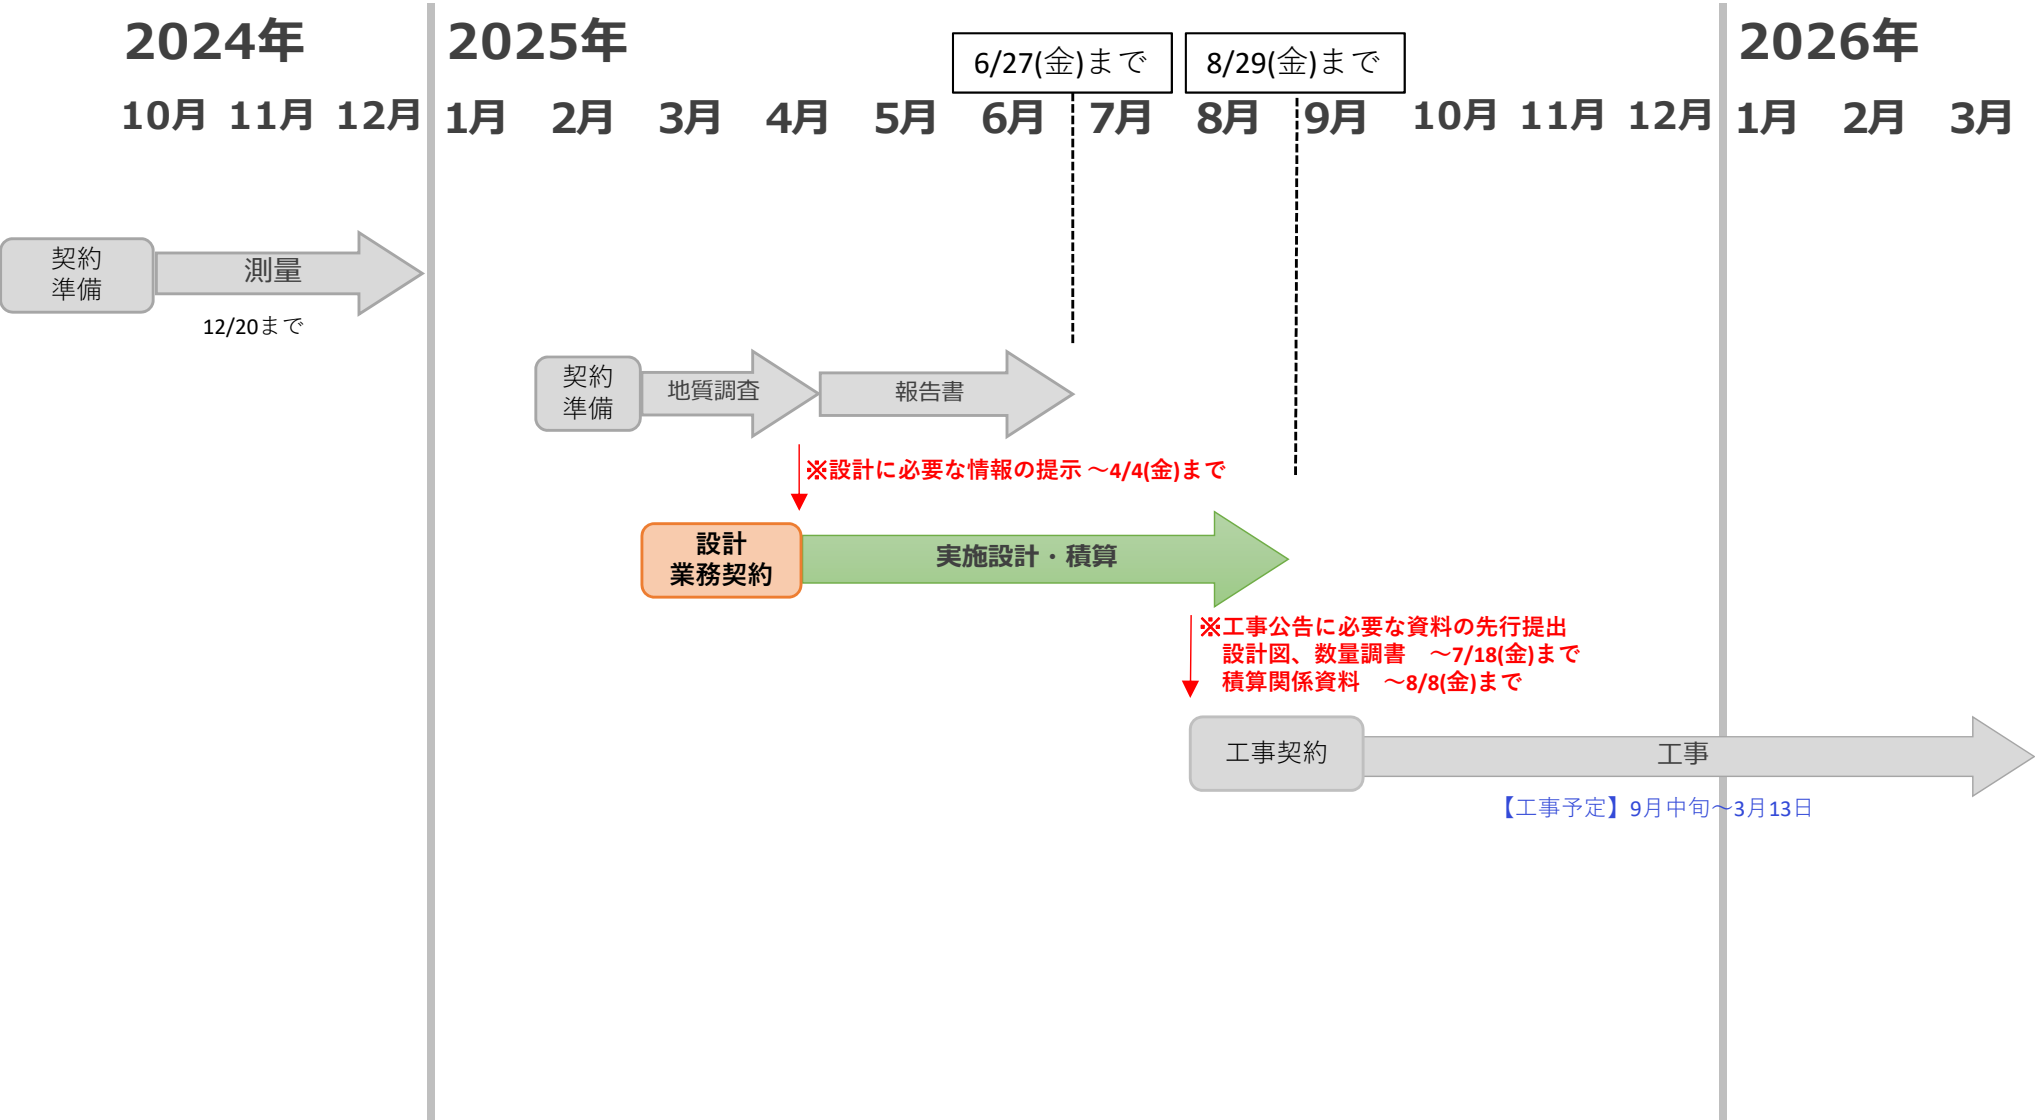 2024年
2025年
2026年
6/27(金)まで
8/29(金)まで
10月 11月 12月 1月 2月 3月 4月 5月 6月 7月 8月 9月 10月 11月 12月 1月 2月 3月
契約
準備
測量
12/20まで
契約
準備
地質調査
報告書
※設計に必要な情報の提示 ～4/4(金)まで
設計
業務契約
実施設計・積算
※工事公告に必要な資料の先行提出
設計図、数量調書　～7/18(金)まで
積算関係資料　～8/8(金)まで
工事契約
工事
【工事予定】9月中旬～3月13日